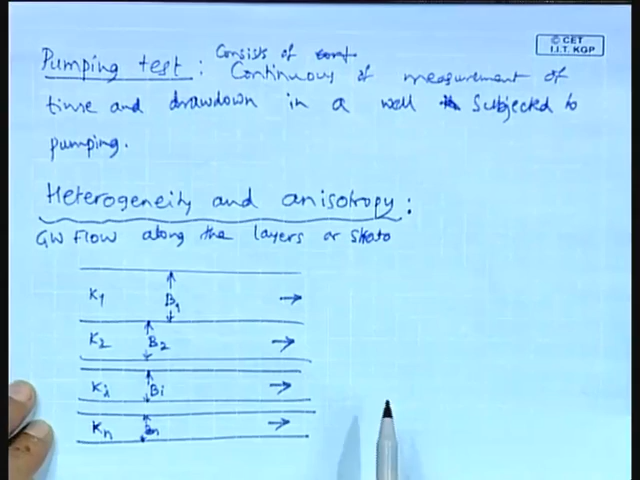 © CET
I.I.T. KGP
Consists of
Pumping test : Continuous of measurement of
time and drawdown in a well subjected to
pumping.
Heterogeneity and anisotropy :
GW Flow along the layers or Strata
K1 B1
K2 B2
Ki Bi
Kn Bn